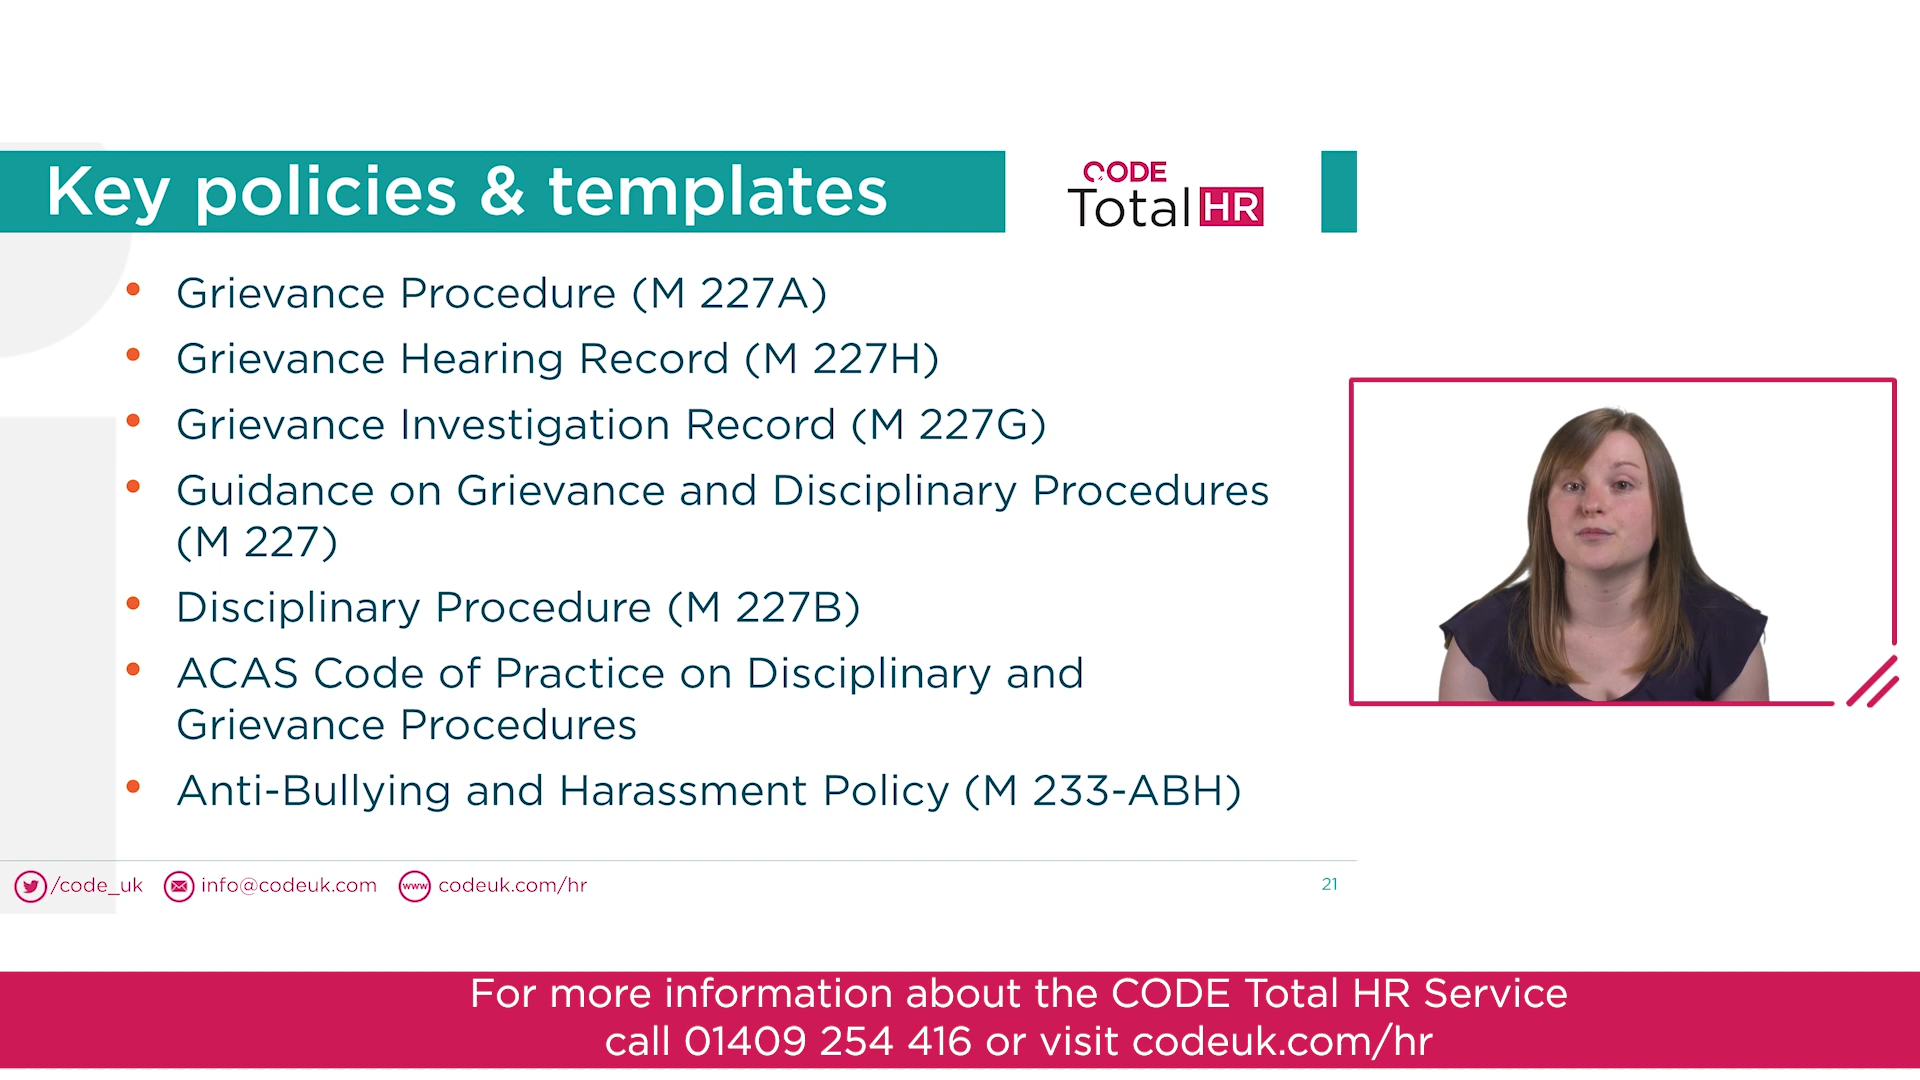 Key policies & templates
CODE
Total HR
• Grievance Procedure (M 227A)
• Grievance Hearing Record (M 227H)
• Grievance Investigation Record (M 227G)
• Guidance on Grievance and Disciplinary Procedures
(M 227)
• Disciplinary Procedure (M 227B)
• ACAS Code of Practice on Disciplinary and
Grievance Procedures
• Anti-Bullying and Harassment Policy (M 233-ABH)
/code_uk info@codeuk.com www codeuk.com/hr
21
For more information about the CODE Total HR Service
call 01409 254 416 or visit codeuk.com/hr